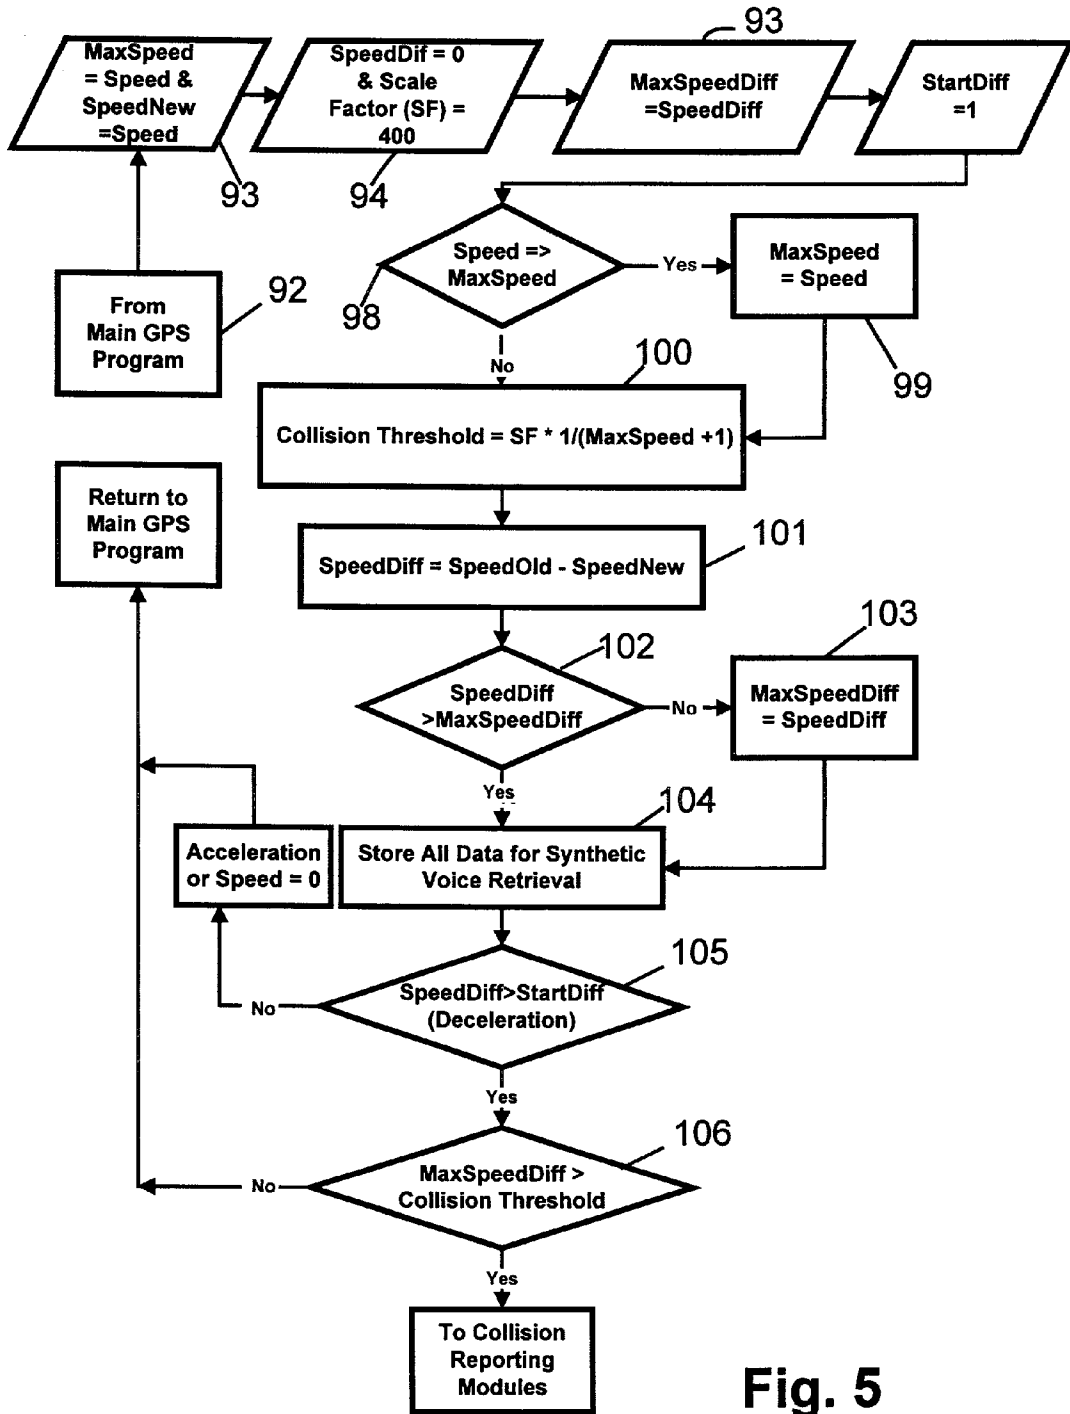 93
MaxSpeed
= Speed &
SpeedNew
=Speed
SpeedDif = 0
& Scale
Factor (SF) =
400
MaxSpeedDiff
=SpeedDiff
StartDiff
=1
93
94
Speed =>
MaxSpeed
Yes
MaxSpeed
= Speed
From
Main GPS
Program
92
98
No
100
99
Collision Threshold = SF * 1/(MaxSpeed +1)
Return to
Main GPS
Program
SpeedDiff = SpeedOld - SpeedNew
101
102
103
SpeedDiff
>MaxSpeedDiff
No
MaxSpeedDiff
= SpeedDiff
Yes
104
Acceleration
or Speed = 0
Store All Data for Synthetic
Voice Retrieval
105
SpeedDiff>StartDiff
(Deceleration)
No
Yes
106
MaxSpeedDiff >
Collision Threshold
No
Yes
To Collision
Reporting
Modules
Fig. 5